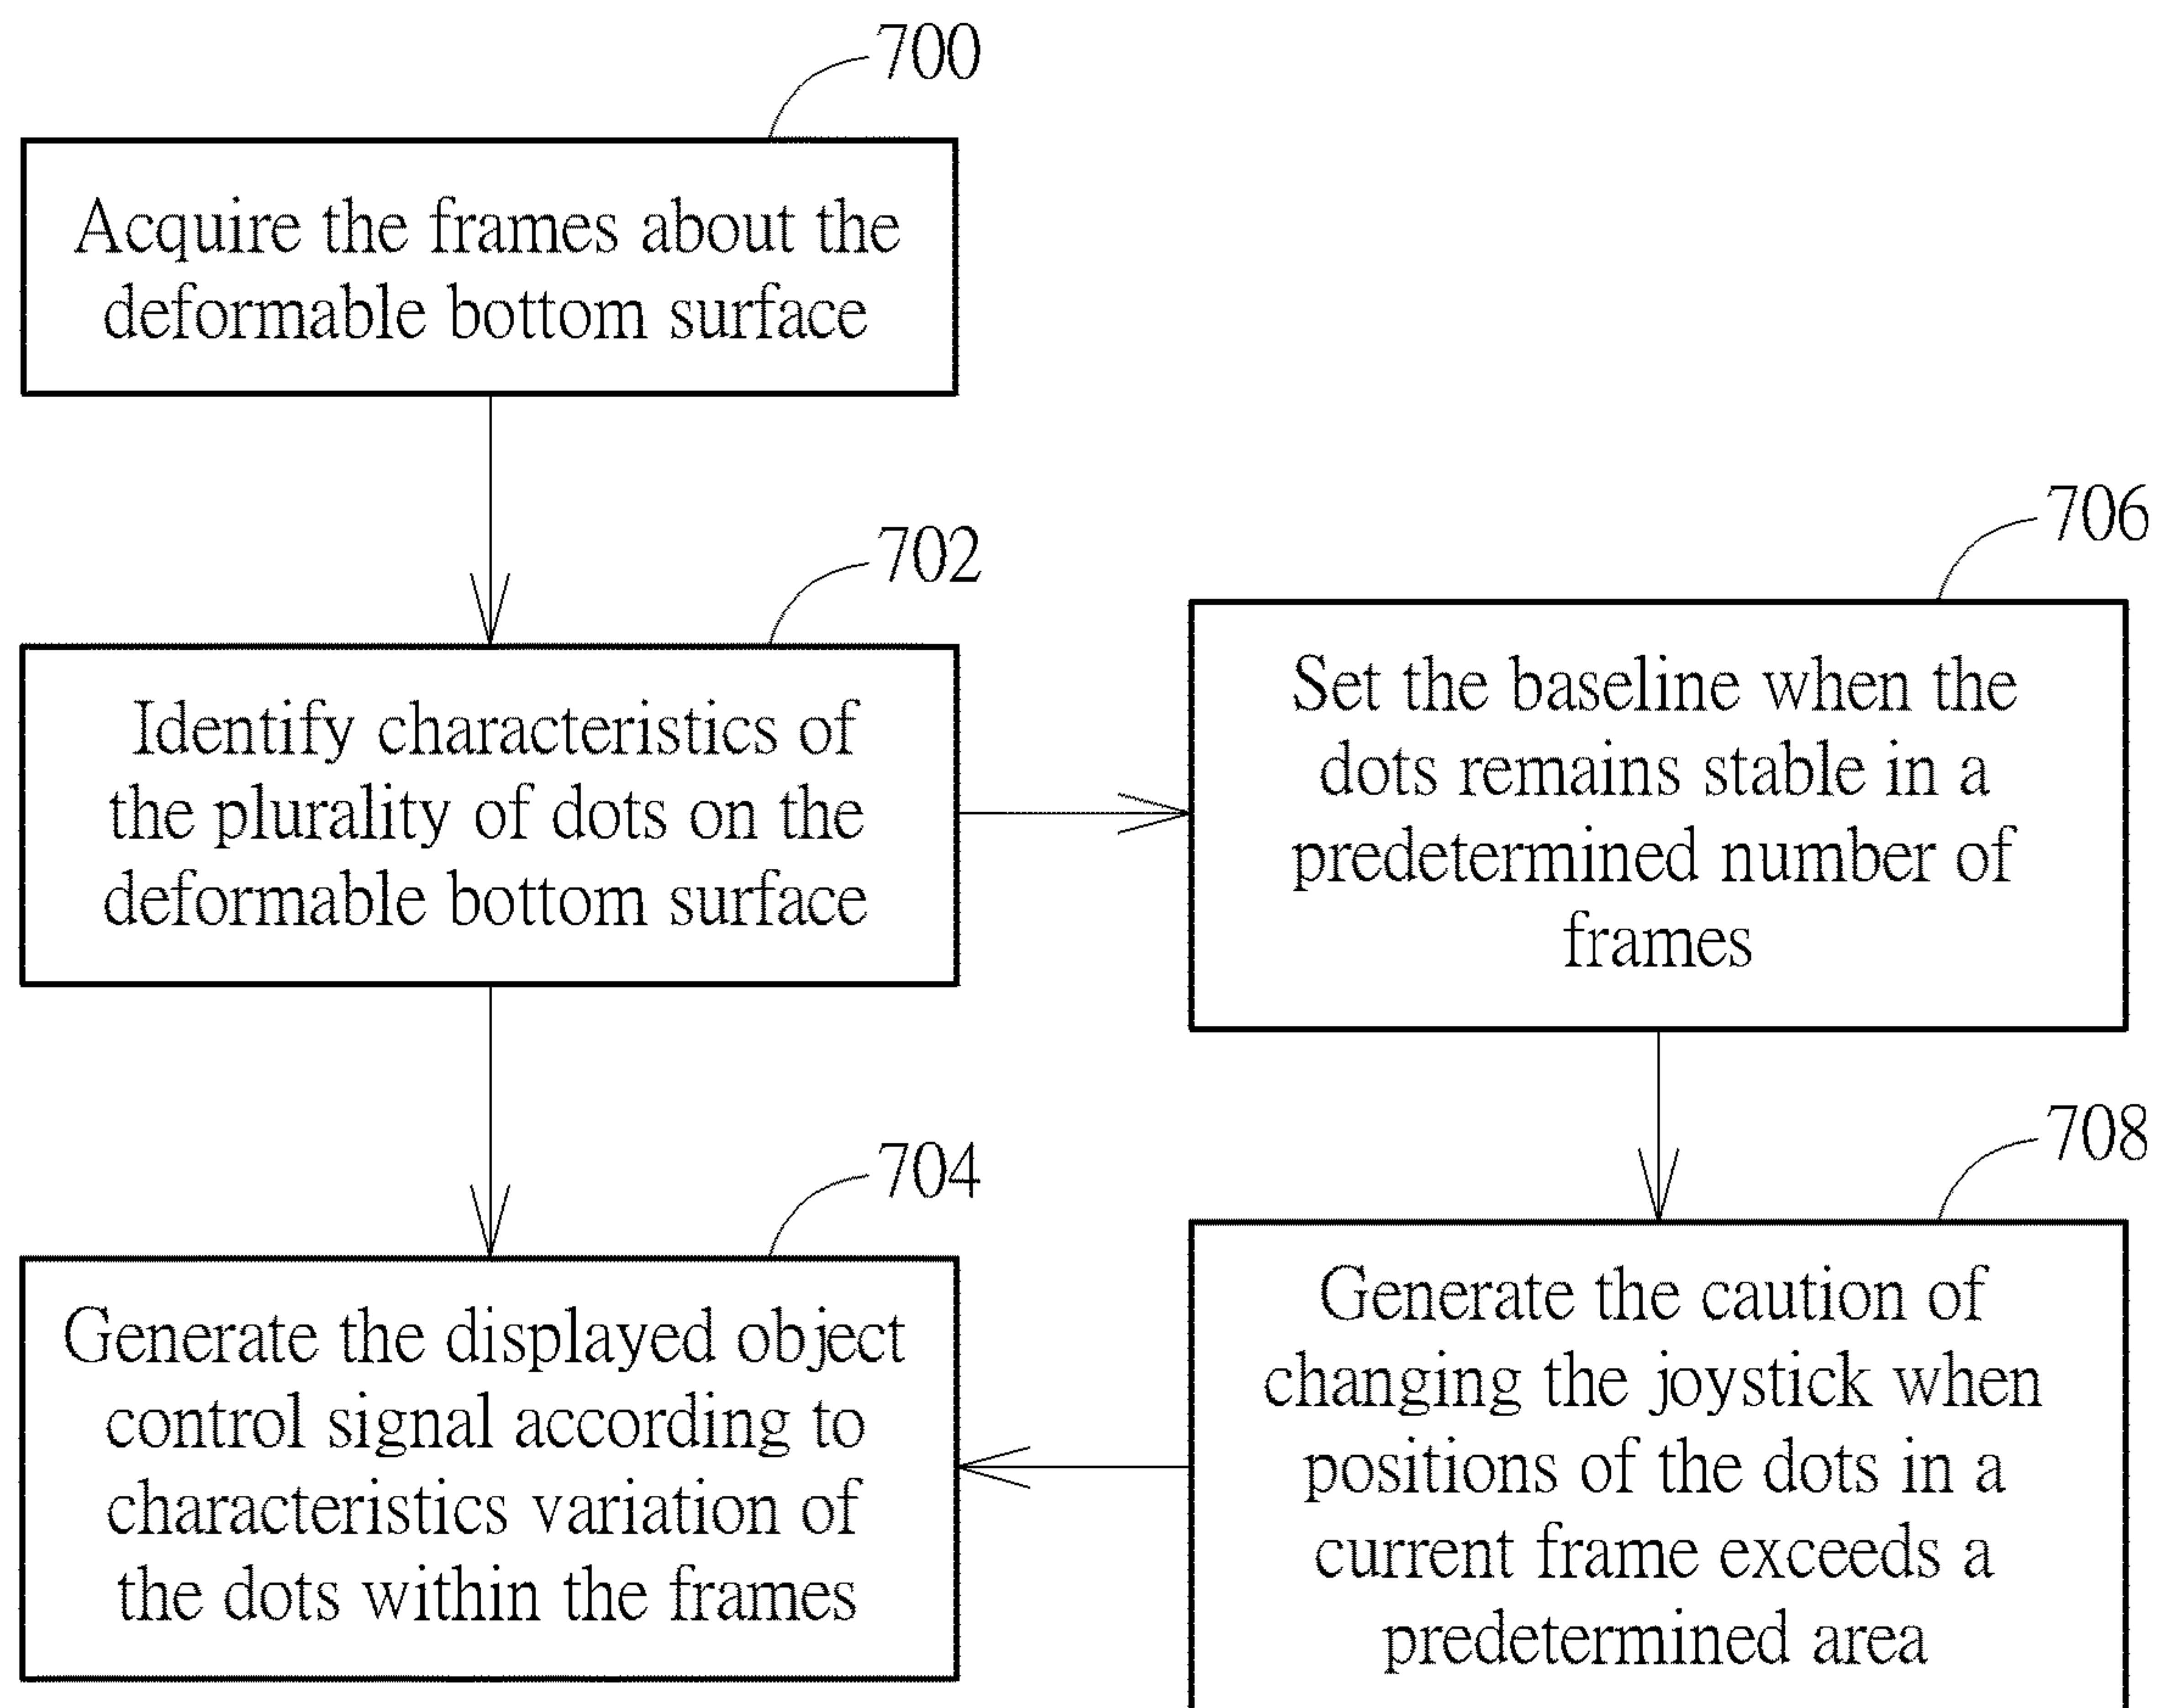 700
Acquire the frames about the
deformable bottom surface
702
Identify characteristics of
the plurality of dots on the
deformable bottom surface
706
Set the baseline when the
dots remains stable in a
predetermined number of
frames
704
Generate the displayed object
control signal according to
characteristics variation of
the dots within the frames
708
Generate the caution of
changing the joystick when
positions of the dots in a
current frame exceeds a
predetermined area